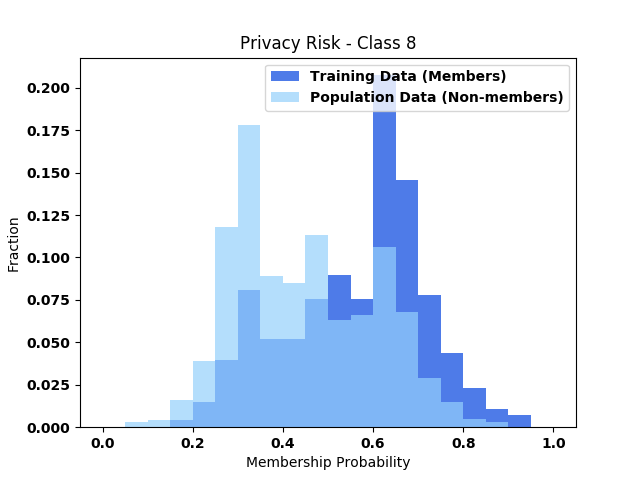 Privacy Risk - Class 8
Training Data (Members)
Population Data (Non-members)
Fraction
0.200
0.175
0.150
0.125
0.100
0.075
0.050
0.025
0.000
0.0 0.2 0.4 0.6 0.8 1.0
Membership Probability